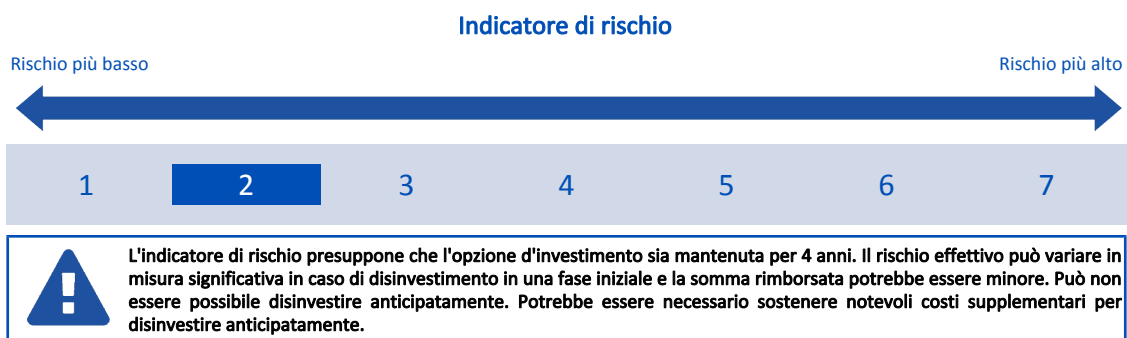 Indicatore di rischio
Rischio più basso
Rischio più alto
1 2 3 4 5 6 7
L'indicatore di rischio presuppone che l'opzione d'investimento sia mantenuta per 4 anni. Il rischio effettivo può variare in
misura significativa in caso di disinvestimento in una fase iniziale e la somma rimborsata potrebbe essere minore. Può non
essere possibile disinvestire anticipatamente. Potrebbe essere necessario sostenere notevoli costi supplementari per
disinvestire anticipatamente.